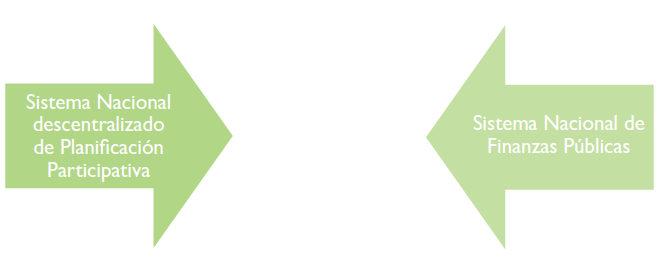 Sistema Nacional
descentralizado
de Planificación
Participativa
Sistema Nacional de
Finanzas Públicas